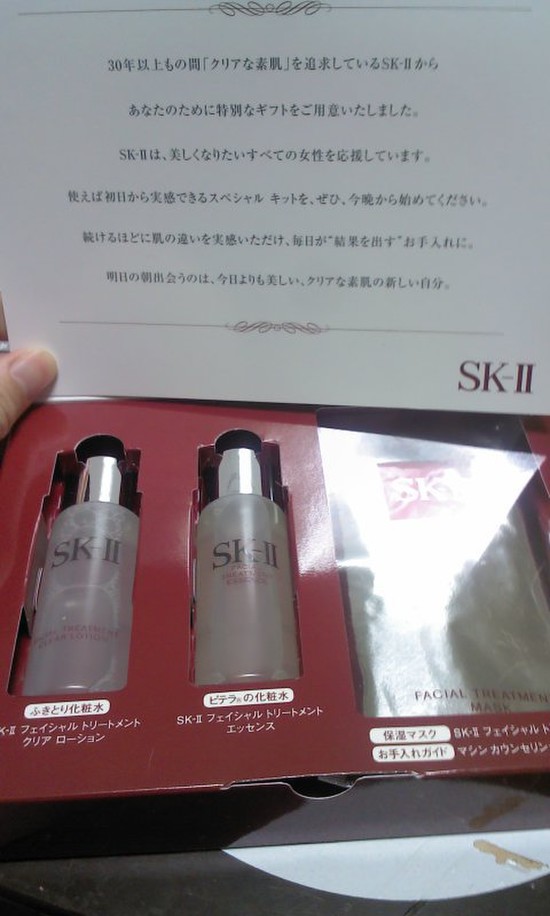 30年以上もの間「クリアな素肌」を追求しているSK-IIから
あなたのために特別なギフトをご用意いたしました。
SK-IIは、美しくなりたいすべての女性を応援しています。
使えば初日から実感できるスペシャル キットを、ぜひ、今晩から始めてください。
続けるほどに肌の違いを実感いただけ、毎日が“結果を出す”お手入れに。
明日の朝出会うのは、今日よりも美しい、クリアな素肌の新しい自分。
SK-II
SK-II
FACIAL TREATMENT
CLEAR LOTION
ふきとり化粧水
K-II フェイシャル トリートメント
クリア ローション
SK-II
FACIAL
TREATMENT
ESSENCE
ピテラ®の化粧水
SK-II フェイシャル トリートメント
エッセンス
SK-
FACIAL TREATMEN
MASK
保湿マスク SK-II フェイシャル ト
お手入れガイド マシン カウンセリン